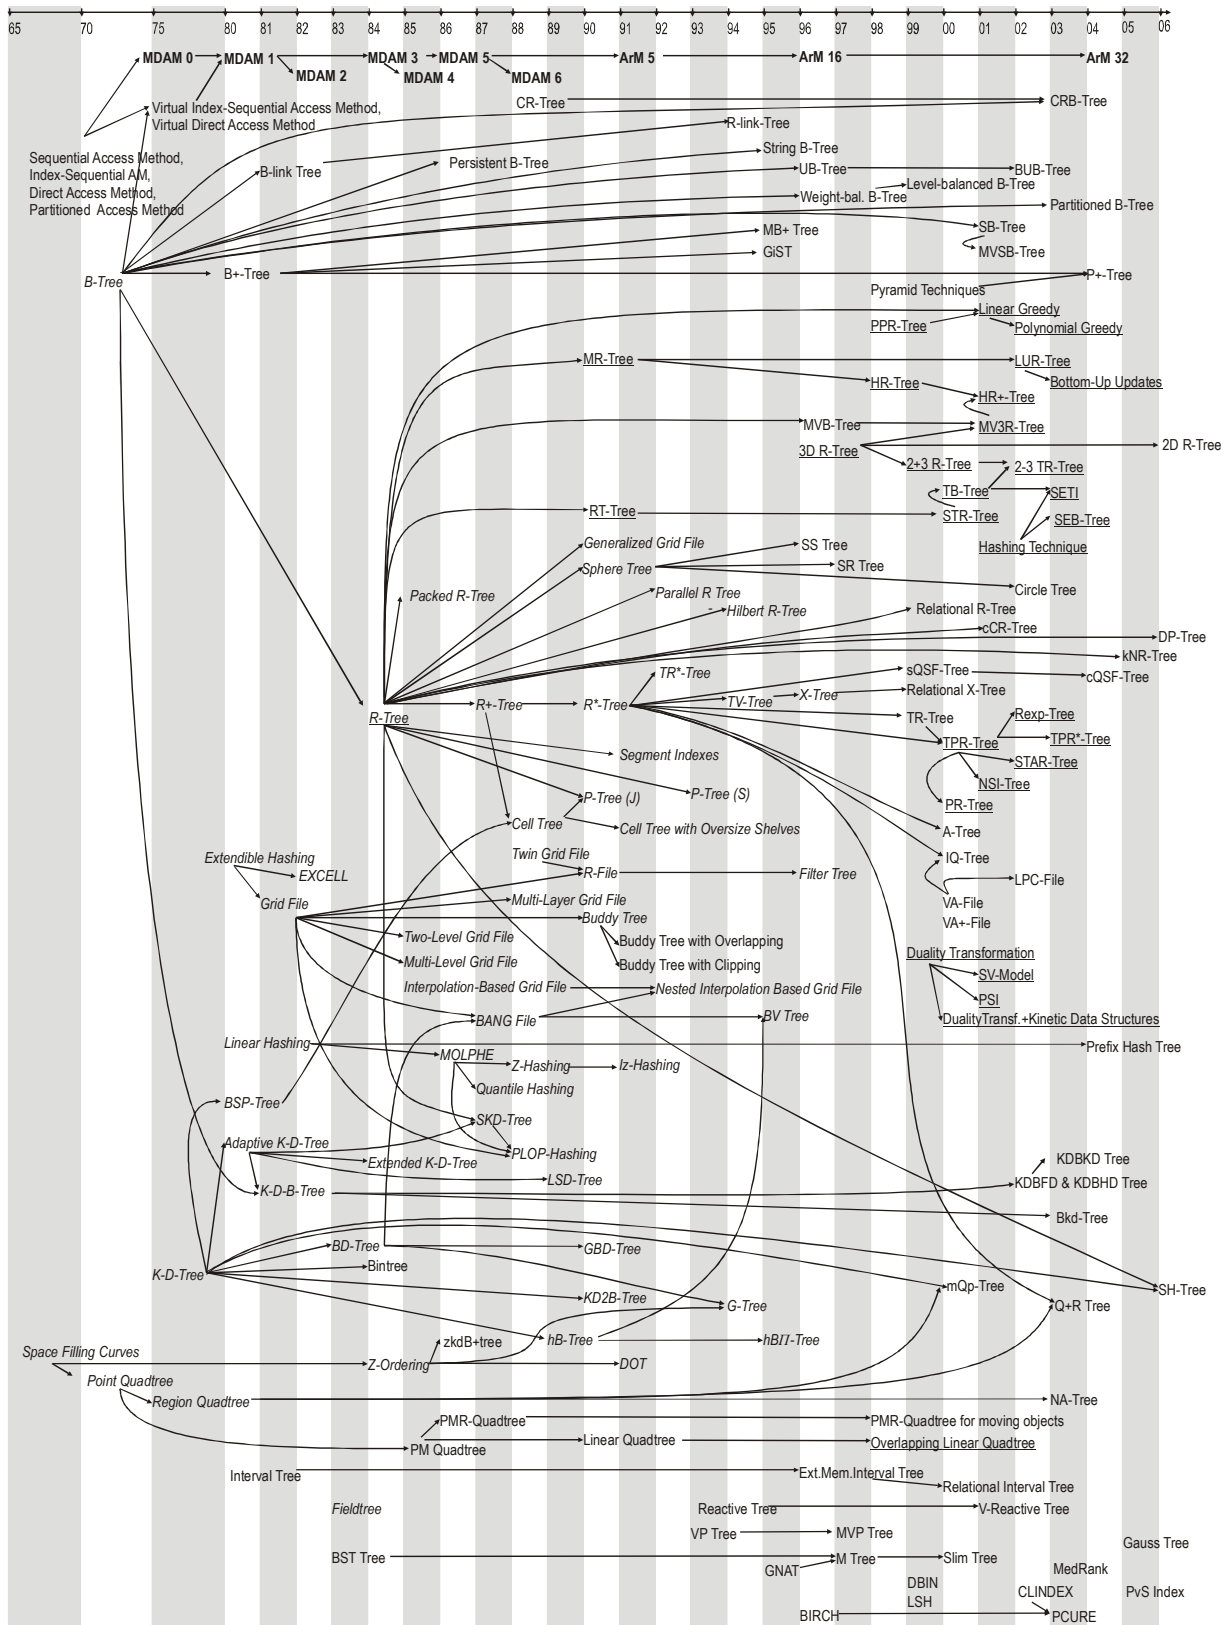 65 70 75 80 81 82 83 84 85 86 87 88 89 90 91 92 93 94 95 96 97 98 99 00 01 02 03 04 05 06
MDAM 0 MDAM 1 MDAM 3 MDAM 5 ArM 5 ArM 16 ArM 32
MDAM 2 MDAM 4 MDAM 6
CR-Tree CRB-Tree
Virtual Index-Sequential Access Method,
Virtual Direct Access Method
R-link-Tree
String B-Tree
Sequential Access Method,
Index-Sequential AM,
Direct Access Method,
Partitioned Access Method
B-link Tree
Persistent B-Tree
UB-Tree BUB-Tree
Level-balanced B-Tree
Weight-bal. B-Tree
Partitioned B-Tree
SB-Tree
MB+ Tree
GiST
MVSB-Tree
B-Tree
B+-Tree
P+-Tree
Pyramid Techniques
Linear Greedy
PPR-Tree
Polynomial Greedy
MR-Tree
LUR-Tree
HR-Tree
Bottom-Up Updates
HR+-Tree
MVB-Tree
MV3R-Tree
3D R-Tree
2D R-Tree
2+3 R-Tree
2-3 TR-Tree
TB-Tree
SETI
RT-Tree
STR-Tree
SEB-Tree
Generalized Grid File
SS Tree
Hashing Technique
Sphere Tree
SR Tree
Circle Tree
Packed R-Tree
Parallel R Tree
Hilbert R-Tree
Relational R-Tree
cCR-Tree
DP-Tree
kNR-Tree
TR*-Tree
sQSF-Tree
cQSF-Tree
Relational X-Tree
X-Tree
TV-Tree
R+-Tree
R*-Tree
R-Tree
TR-Tree
Rexp-Tree
TPR-Tree
TPR*-Tree
Segment Indexes
STAR-Tree
NSI-Tree
P-Tree (J)
P-Tree (S)
PR-Tree
Cell Tree
Cell Tree with Oversize Shelves
A-Tree
Extendible Hashing
Twin Grid File
IQ-Tree
EXCELL
R-File
Filter Tree
LPC-File
Grid File
Multi-Layer Grid File
VA-File
VA+-File
Buddy Tree
Two-Level Grid File
Buddy Tree with Overlapping
Duality Transformation
Multi-Level Grid File
Buddy Tree with Clipping
SV-Model
Interpolation-Based Grid File
Nested Interpolation Based Grid File
PSI
BANG File
BV Tree
DualityTransf.+Kinetic Data Structures
Linear Hashing
Prefix Hash Tree
MOLPHE
Z-Hashing
Iz-Hashing
Quantile Hashing
BSP-Tree
SKD-Tree
Adaptive K-D-Tree
PLOP-Hashing
Extended K-D-Tree
KDBKD Tree
LSD-Tree
KDBFD & KDBHD Tree
K-D-B-Tree
Bkd-Tree
BD-Tree
GBD-Tree
Bintree
K-D-Tree
mQp-Tree
SH-Tree
KD2B-Tree
G-Tree
Q+R Tree
zkdB+tree
hB-Tree
hBΠ-Tree
Space Filling Curves
Z-Ordering
DOT
Point Quadtree
Region Quadtree
NA-Tree
PMR-Quadtree
PMR-Quadtree for moving objects
PM Quadtree
Linear Quadtree
Overlapping Linear Quadtree
Interval Tree
Ext.Mem.Interval Tree
Relational Interval Tree
Fieldtree
Reactive Tree
V-Reactive Tree
VP Tree
MVP Tree
Gauss Tree
BST Tree
M Tree
Slim Tree
GNAT
MedRank
DBIN
LSH
CLINDEX
PvS Index
BIRCH
PCURE